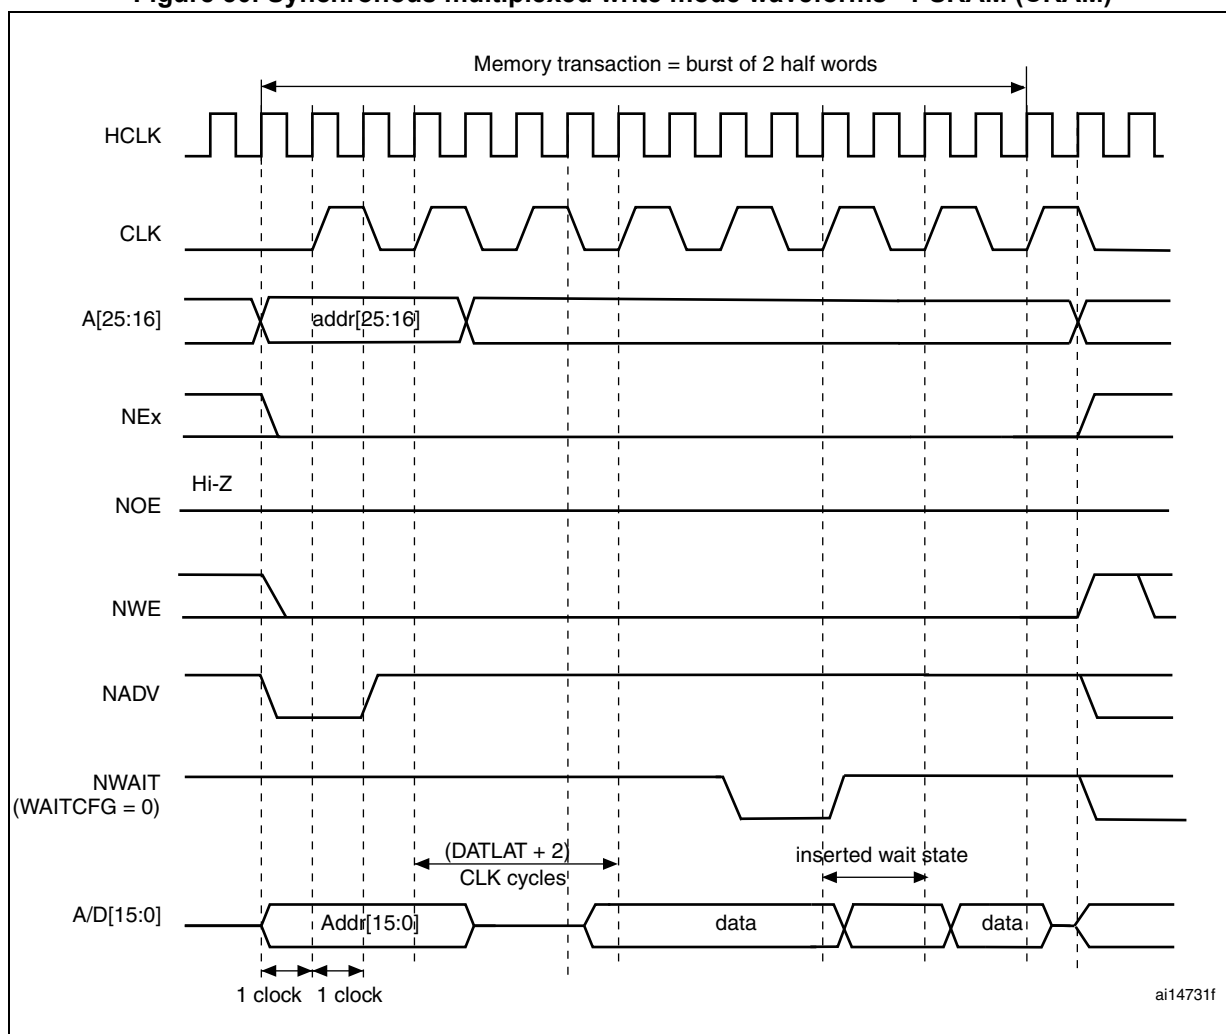 Memory transaction = burst of 2 half words
HCLK
CLK
A[25:16]
addr[25:16]
NEx
Hi-Z
NOE
NWE
NADV
NWAIT
(WAITCFG = 0)
(DATLAT + 2)
CLK cycles
inserted wait state
A/D[15:0]
Addr[15:0]
data
data
1 clock 1 clock
ai14731f